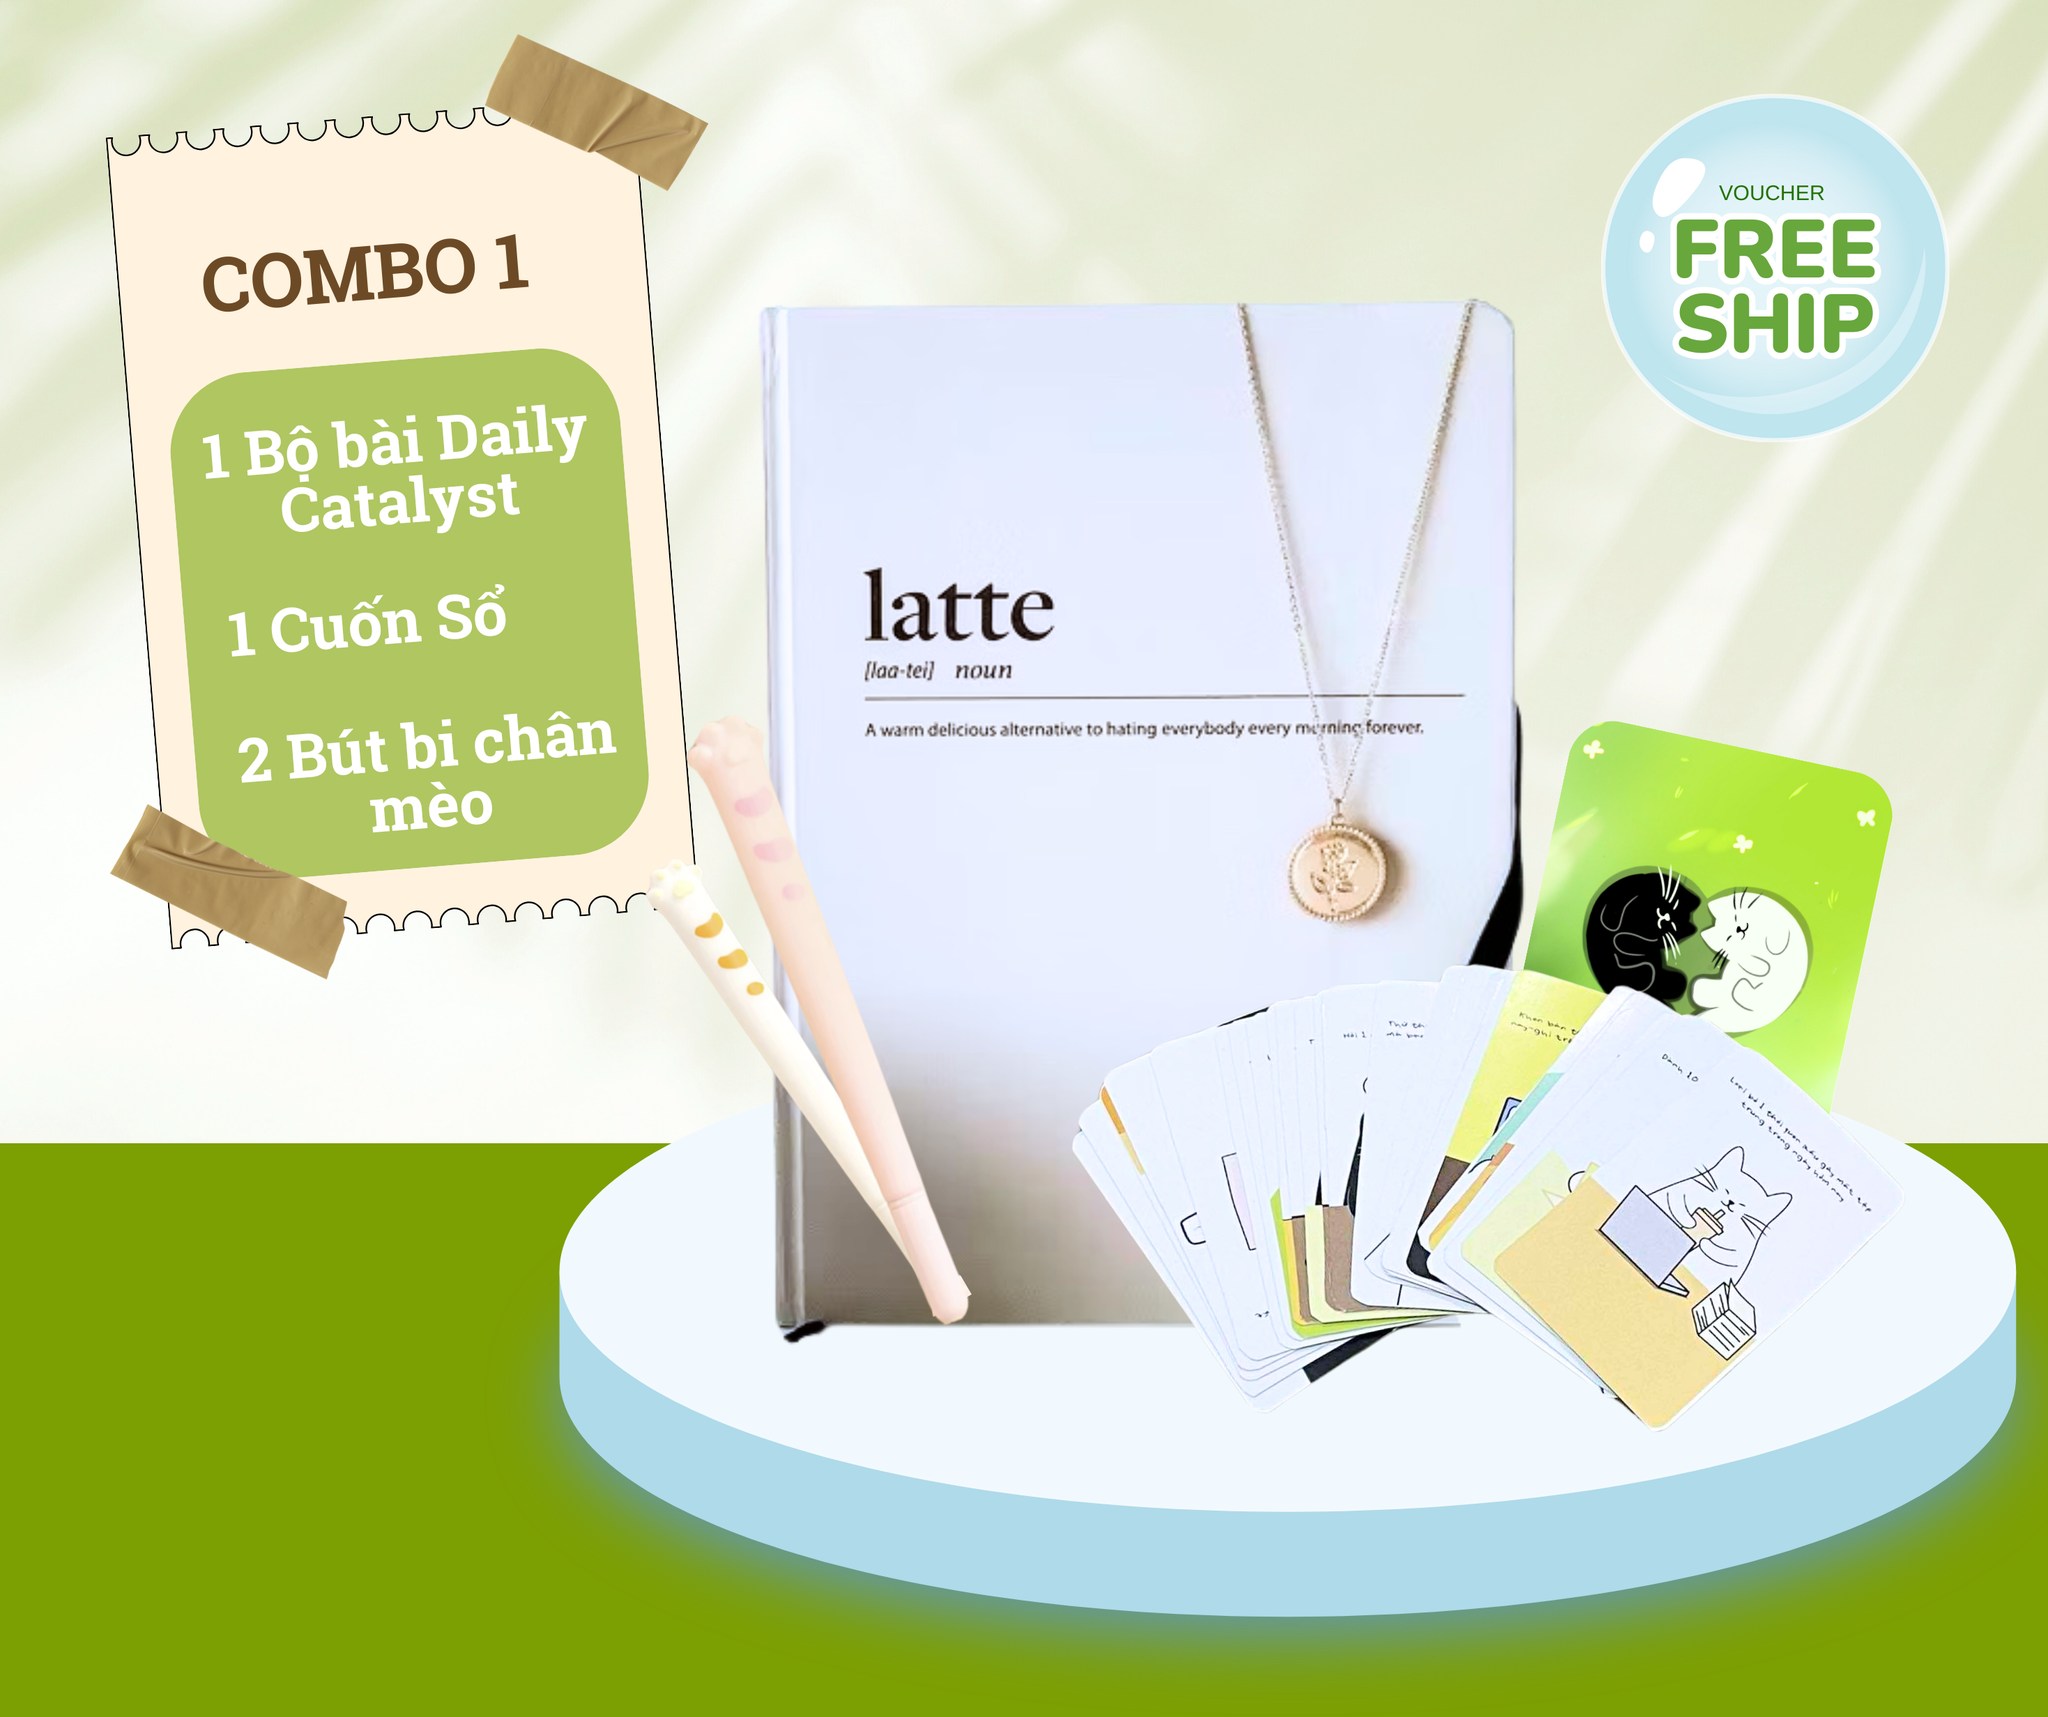 COMBO 1
1 Bộ bài Daily
Catalyst
1 Cuốn Sổ
2 Bút bi chân
mèo
VOUCHER
FREE
SHIP
latte
[laa-tei] noun
A warm delicious alternative to hating everybody every morning forever.